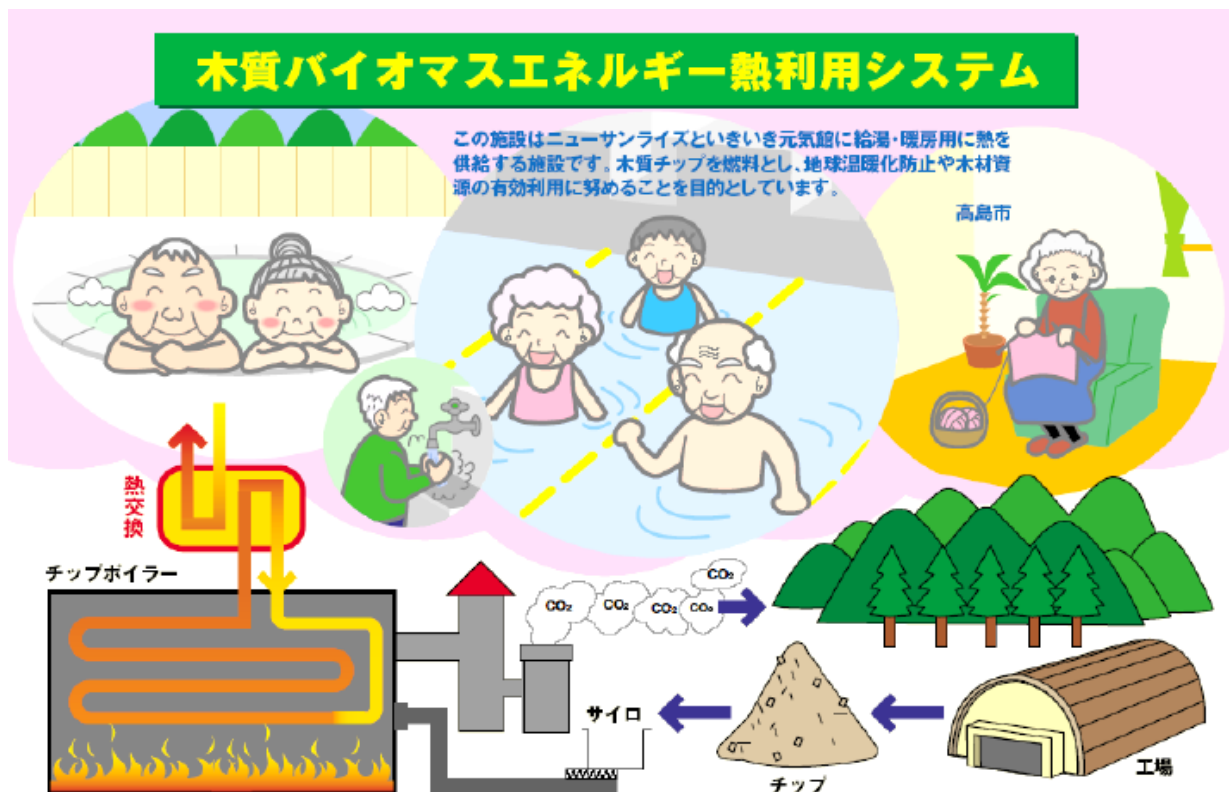 木質バイオマスエネルギー熱利用システム
この施設はニューサンライズといきいき元気館に給湯・暖房用に熱を
供給する施設です。木質チップを燃料とし、地球温暖化防止や木材資
源の有効利用に努めることを目的としています。
高島市
熱交換
チップボイラー
CO₂
CO₂
CO₂
CO₂
CO₂
サイロ
チップ
工場